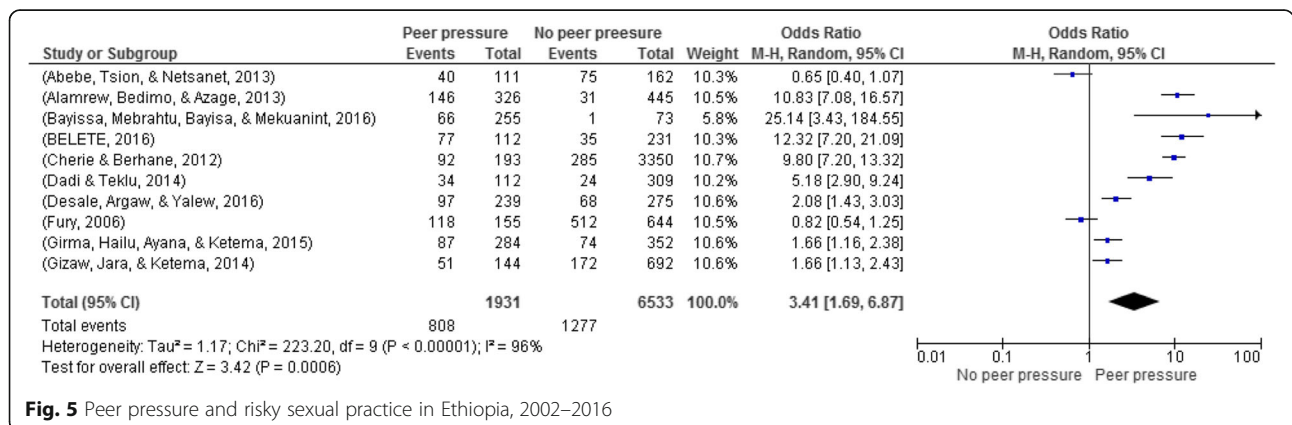 Peer pressure No peer preesure Odds Ratio Odds Ratio
Study or Subgroup Events Total Events Total Weight M-H, Random, 95% CI M-H, Random, 95% CI
(Abebe, Tsion, & Netsanet, 2013) 40 111 75 162 10.3% 0.65 [0.40, 1.07]
(Alamrew, Bedimo, & Azage, 2013) 146 326 31 445 10.5% 10.83 [7.08, 16.57]
(Bayissa, Mebrahtu, Bayisa, & Mekuanint, 2016) 66 255 1 73 5.8% 25.14 [3.43, 184.55]
(BELETE, 2016) 77 112 35 231 10.2% 12.32 [7.20, 21.09]
(Cherie & Berhane, 2012) 92 193 285 3350 10.7% 9.80 [7.20, 13.32]
(Dadi & Teklu, 2014) 34 112 24 309 10.2% 5.18 [2.90, 9.24]
(Desale, Argaw, & Yalew, 2016) 97 239 68 275 10.6% 2.08 [1.43, 3.03]
(Fury, 2006) 118 155 512 644 10.5% 0.82 [0.54, 1.25]
(Girma, Hailu, Ayana, & Ketema, 2015) 87 284 74 352 10.6% 1.66 [1.16, 2.38]
(Gizaw, Jara, & Ketema, 2014) 51 144 172 692 10.6% 1.66 [1.13, 2.43]
Total (95% CI) 1931 6533 100.0% 3.41 [1.69, 6.87]
Total events 808 1277
Heterogeneity: Tau² = 1.17; Chi² = 223.20, df = 9 (P < 0.00001); I² = 96%
Test for overall effect: Z = 3.42 (P = 0.0006)
0.01 0.1 1 10 100
No peer pressure Peer pressure
Fig. 5 Peer pressure and risky sexual practice in Ethiopia, 2002–2016